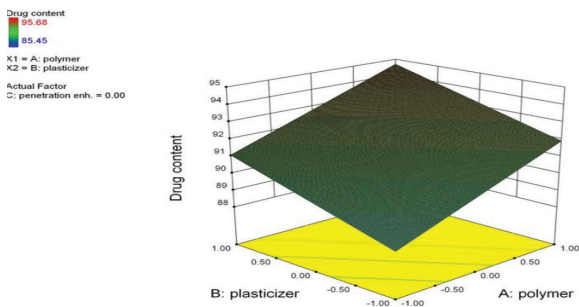 Drug content
95.68
85.45
X1 = A: polymer
X2 = B: plasticizer
Actual Factor
C: penetration enh. = 0.00
Drug content
95
94
93
92
91
90
89
88
1.00
0.50
0.00
-0.50
-1.00
B: plasticizer
-1.00
-0.50
0.00
0.50
1.00
A: polymer